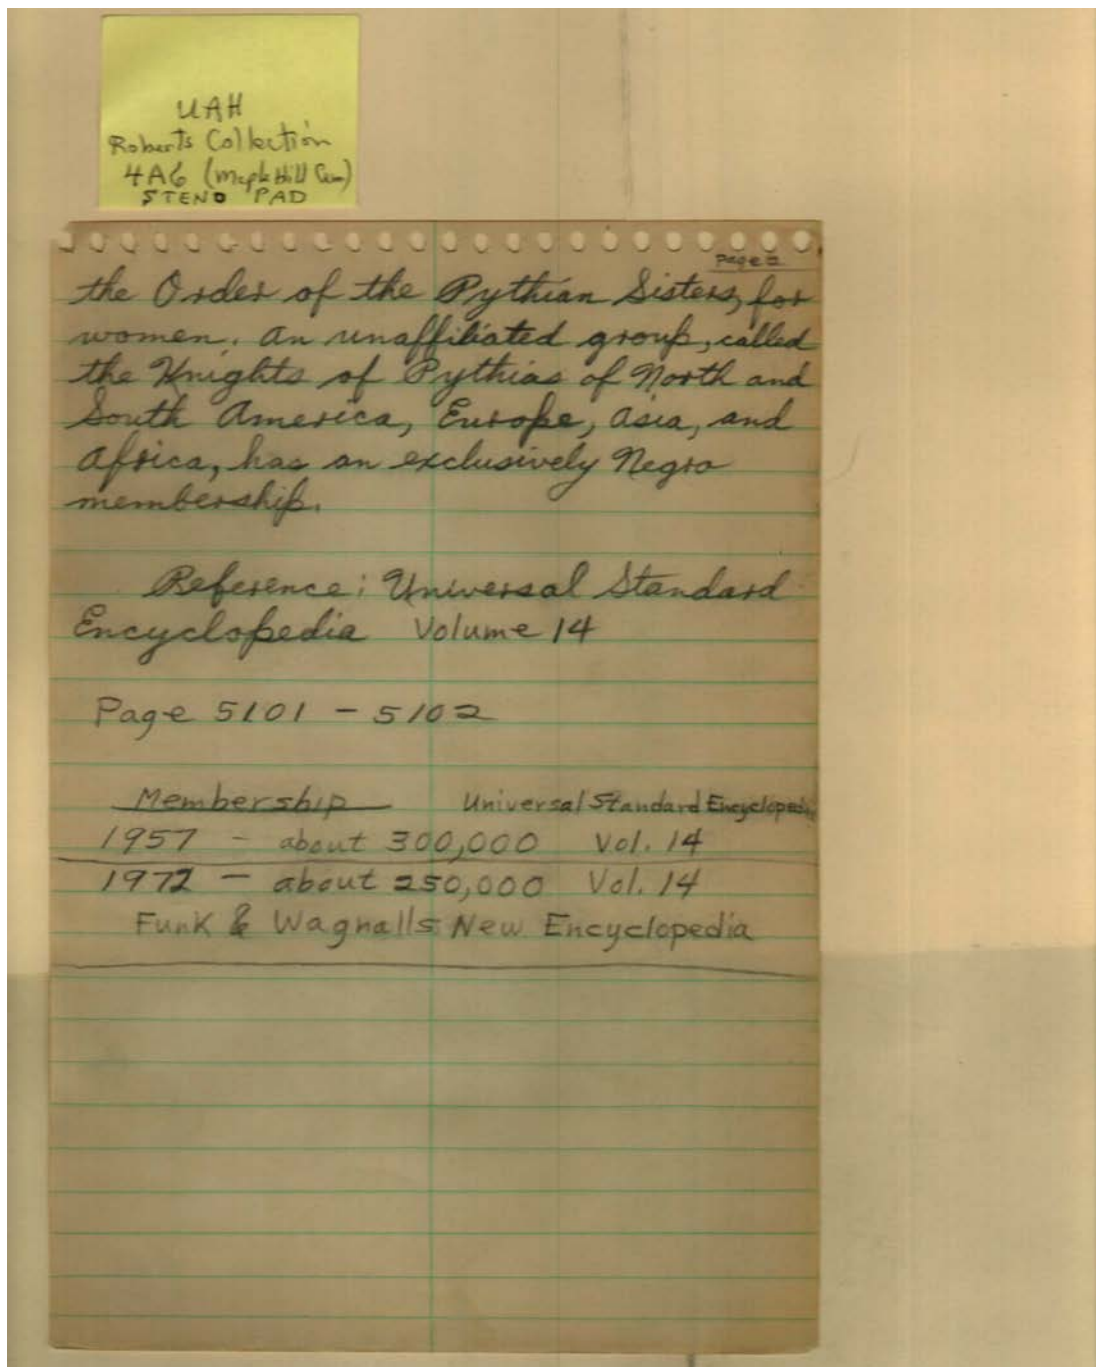 UAH
Roberts Collection
4A6 (Maple Hill Cem)
STENO PAD
Page 2
the Order of the Pythian Sisters, for
women. An unaffiliated group, called
the Knights of Pythias of North and
South America, Europe, Asia, and
Africa, has an exclusively Negro
membership.
Reference: Universal Standard
Encyclopedia Volume 14
Page 5101 - 5102
Membership Universal Standard Encyclopedia
1957 - about 300,000 Vol. 14
1972 - about 250,000 Vol. 14
Funk & Wagnalls New Encyclopedia